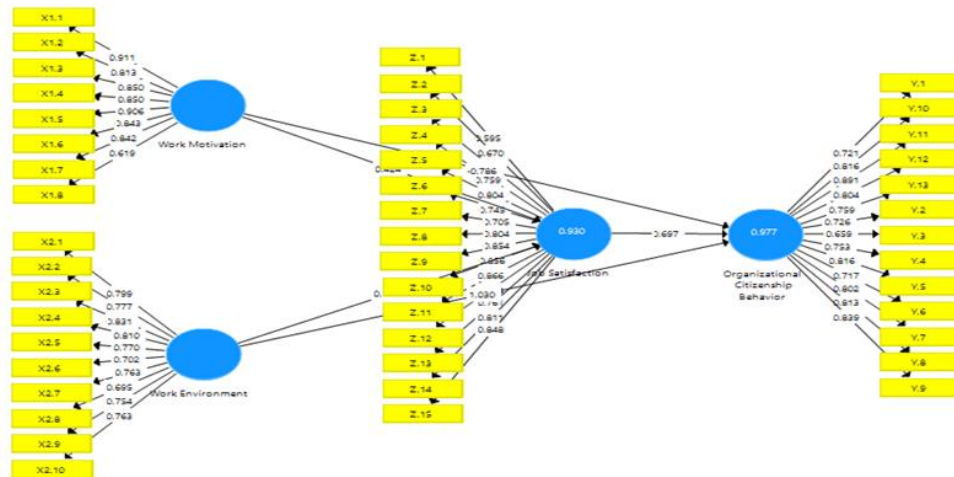 X1.1
X1.2
X1.3
X1.4
X1.5
X1.6
X1.7
X1.8
0.911
0.813
0.850
0.850
0.906
0.843
0.842
0.619
Work Motivation
X2.1
X2.2
X2.3
X2.4
X2.5
X2.6
X2.7
X2.8
X2.9
X2.10
0.799
0.777
0.831
0.810
0.770
0.702
0.763
0.695
0.754
0.763
Work Environment
Z.1
Z.2
Z.3
Z.4
Z.5
Z.6
Z.7
Z.8
Z.9
Z.10
Z.11
Z.12
Z.13
Z.14
Z.15
0.595
0.670
0.786
0.759
0.804
0.749
0.705
0.804
0.854
0.866
1.030
0.811
0.848
0.930
Job Satisfaction
0.697
0.977
Organizational
Citizenship
Behavior
0.721
0.816
0.891
0.804
0.759
0.726
0.659
0.753
0.816
0.717
0.802
0.813
0.839
Y.1
Y.10
Y.11
Y.12
Y.13
Y.2
Y.3
Y.4
Y.5
Y.6
Y.7
Y.8
Y.9